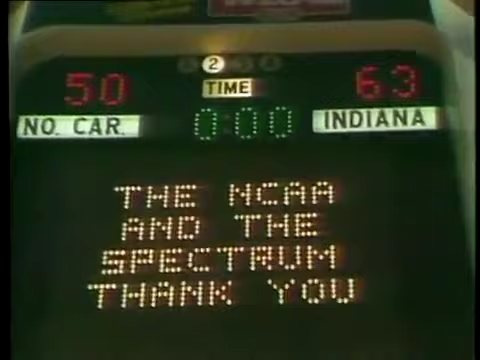 2
50 TIME 63
NO. CAR. 0:00 INDIANA
THE NCAA
AND THE
SPECTRUM
THANK YOU